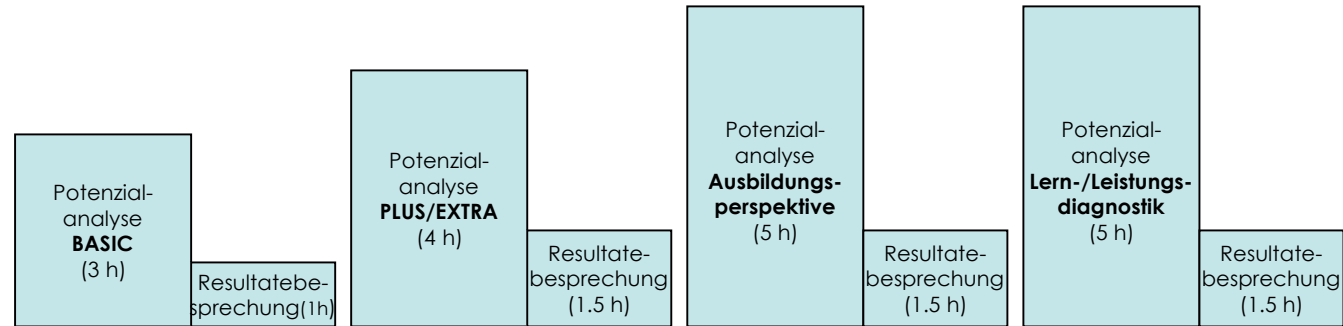 Potenzial-
analyse
BASIC
(3 h)
Resultatebe-
sprechung(1h)
Potenzial-
analyse
PLUS/EXTRA
(4 h)
Resultate-
besprechung
(1.5 h)
Potenzial-
analyse
Ausbildungs-
perspektive
(5 h)
Resultate-
besprechung
(1.5 h)
Potenzial-
analyse
Lern-/Leistungs-
diagnostik
(5 h)
Resultate-
besprechung
(1.5 h)